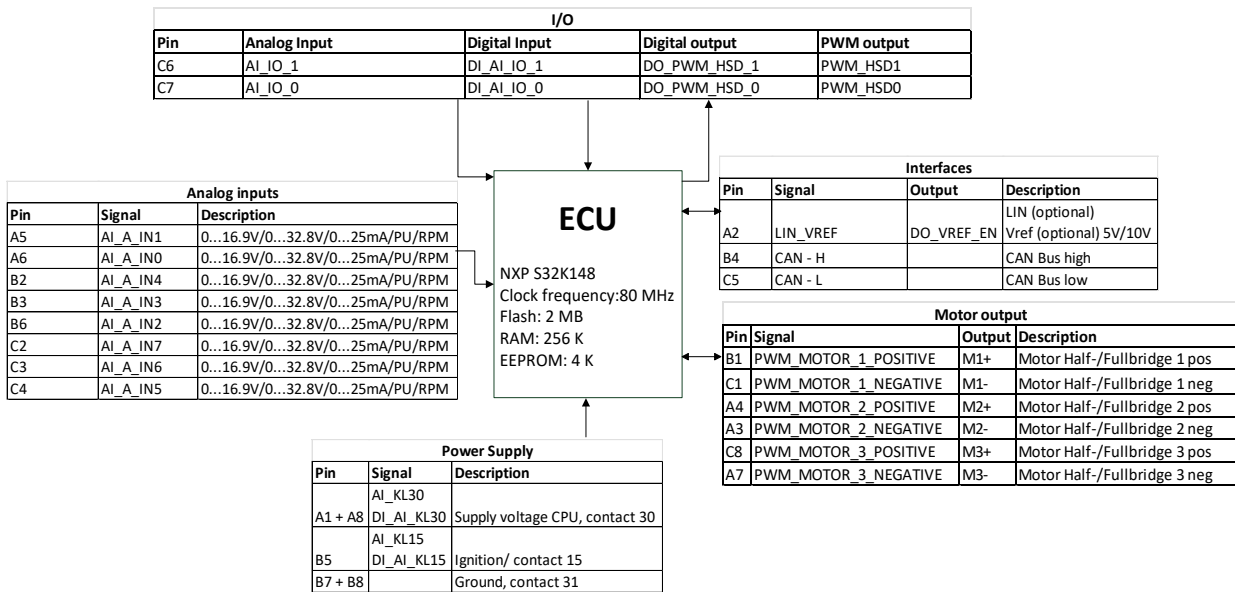 I/O
Pin Analog Input Digital Input Digital output PWM output
C6 AI_IO_1 DI_AI_IO_1 DO_PWM_HSD_1 PWM_HSD1
C7 AI_IO_0 DI_AI_IO_0 DO_PWM_HSD_0 PWM_HSD0
Analog inputs
Pin Signal Description
A5 AI_A_IN1 0...16.9V/0...32.8V/0...25mA/PU/RPM
A6 AI_A_IN0 0...16.9V/0...32.8V/0...25mA/PU/RPM
B2 AI_A_IN4 0...16.9V/0...32.8V/0...25mA/PU/RPM
B3 AI_A_IN3 0...16.9V/0...32.8V/0...25mA/PU/RPM
B6 AI_A_IN2 0...16.9V/0...32.8V/0...25mA/PU/RPM
C2 AI_A_IN7 0...16.9V/0...32.8V/0...25mA/PU/RPM
C3 AI_A_IN6 0...16.9V/0...32.8V/0...25mA/PU/RPM
C4 AI_A_IN5 0...16.9V/0...32.8V/0...25mA/PU/RPM
ECU
NXP S32K148
Clock frequency:80 MHz
Flash: 2 MB
RAM: 256 K
EEPROM: 4 K
Interfaces
Pin Signal Output Description
LIN (optional)
A2 LIN_VREF DO_VREF_EN Vref (optional) 5V/10V
B4 CAN - H CAN Bus high
C5 CAN - L CAN Bus low
Motor output
Pin Signal Output Description
B1 PWM_MOTOR_1_POSITIVE M1+ Motor Half-/Fullbridge 1 pos
C1 PWM_MOTOR_1_NEGATIVE M1- Motor Half-/Fullbridge 1 neg
A4 PWM_MOTOR_2_POSITIVE M2+ Motor Half-/Fullbridge 2 pos
A3 PWM_MOTOR_2_NEGATIVE M2- Motor Half-/Fullbridge 2 neg
C8 PWM_MOTOR_3_POSITIVE M3+ Motor Half-/Fullbridge 3 pos
A7 PWM_MOTOR_3_NEGATIVE M3- Motor Half-/Fullbridge 3 neg
Power Supply
Pin Signal Description
AI_KL30
A1 + A8 DI_AI_KL30 Supply voltage CPU, contact 30
AI_KL15
B5 DI_AI_KL15 Ignition/ contact 15
B7 + B8 Ground, contact 31